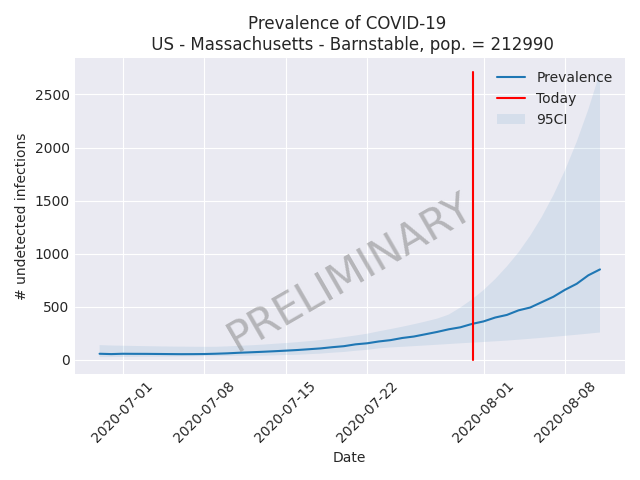 Prevalence of COVID-19
US - Massachusetts - Barnstable, pop. = 212990
Prevalence
Today
95CI
2500
2000
1500
1000
500
0
# undetected infections
PRELIMINARY
2020-07-01
2020-07-08
2020-07-15
2020-07-22
2020-08-01
2020-08-08
Date